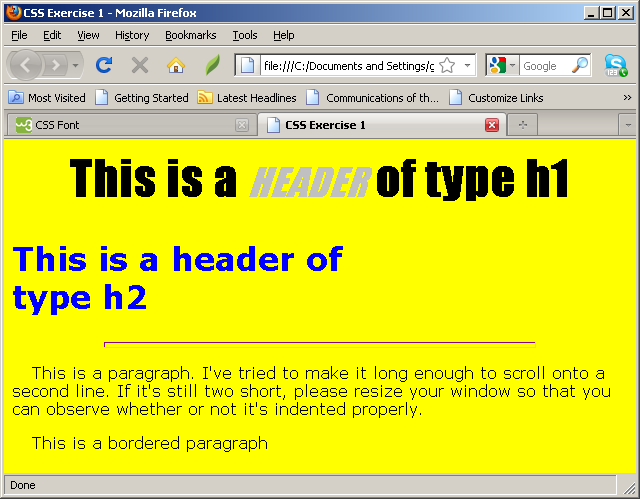 CSS Exercise 1 - Mozilla Firefox
File Edit View History Bookmarks Tools Help
file:///C:/Documents and Settings/g Google
Most Visited Getting Started Latest Headlines Communications of th... Customize Links »
W3 CSS Font CSS Exercise 1
This is a HEADER of type h1
This is a header of
type h2
This is a paragraph. I've tried to make it long enough to scroll onto a
second line. If it's still two short, please resize your window so that you
can observe whether or not it's indented properly.
This is a bordered paragraph
Done